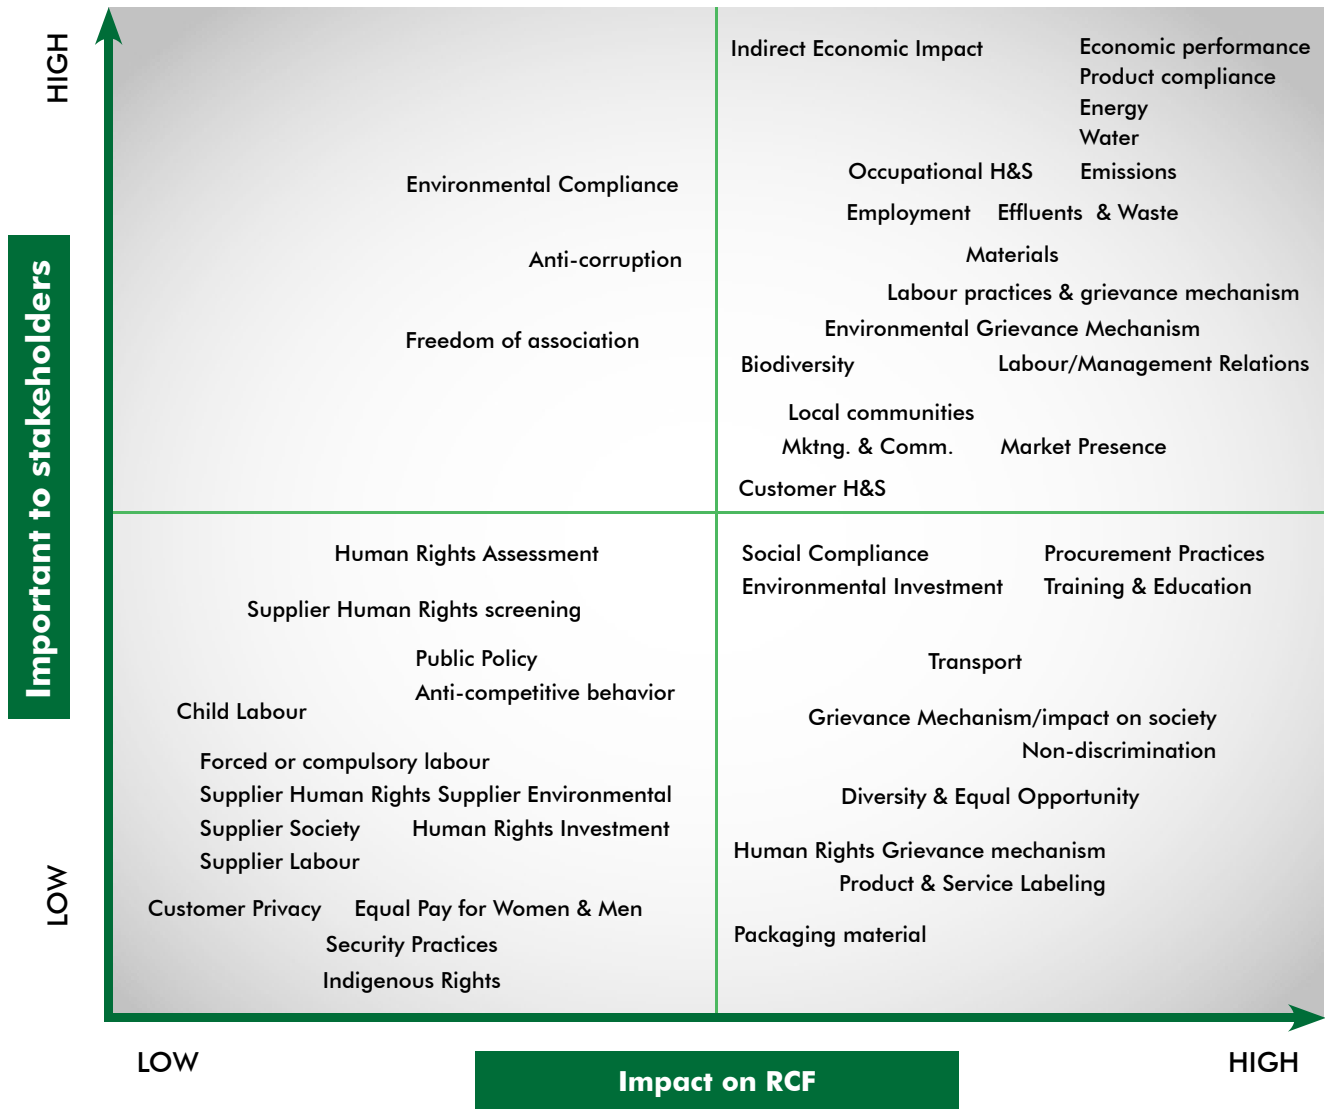 HIGH
Important to stakeholders
LOW
Environmental Compliance
Anti-corruption
Freedom of association
Indirect Economic Impact
Economic performance
Product compliance
Energy
Water
Occupational H&S
Emissions
Employment
Effluents & Waste
Materials
Labour practices & grievance mechanism
Environmental Grievance Mechanism
Biodiversity
Labour/Management Relations
Local communities
Mktng. & Comm.
Market Presence
Customer H&S
Human Rights Assessment
Supplier Human Rights screening
Public Policy
Anti-competitive behavior
Child Labour
Forced or compulsory labour
Supplier Human Rights Supplier Environmental
Supplier Society
Human Rights Investment
Supplier Labour
Customer Privacy
Equal Pay for Women & Men
Security Practices
Indigenous Rights
Social Compliance
Procurement Practices
Environmental Investment
Training & Education
Transport
Grievance Mechanism/impact on society
Non-discrimination
Diversity & Equal Opportunity
Human Rights Grievance mechanism
Product & Service Labeling
Packaging material
LOW
Impact on RCF
HIGH